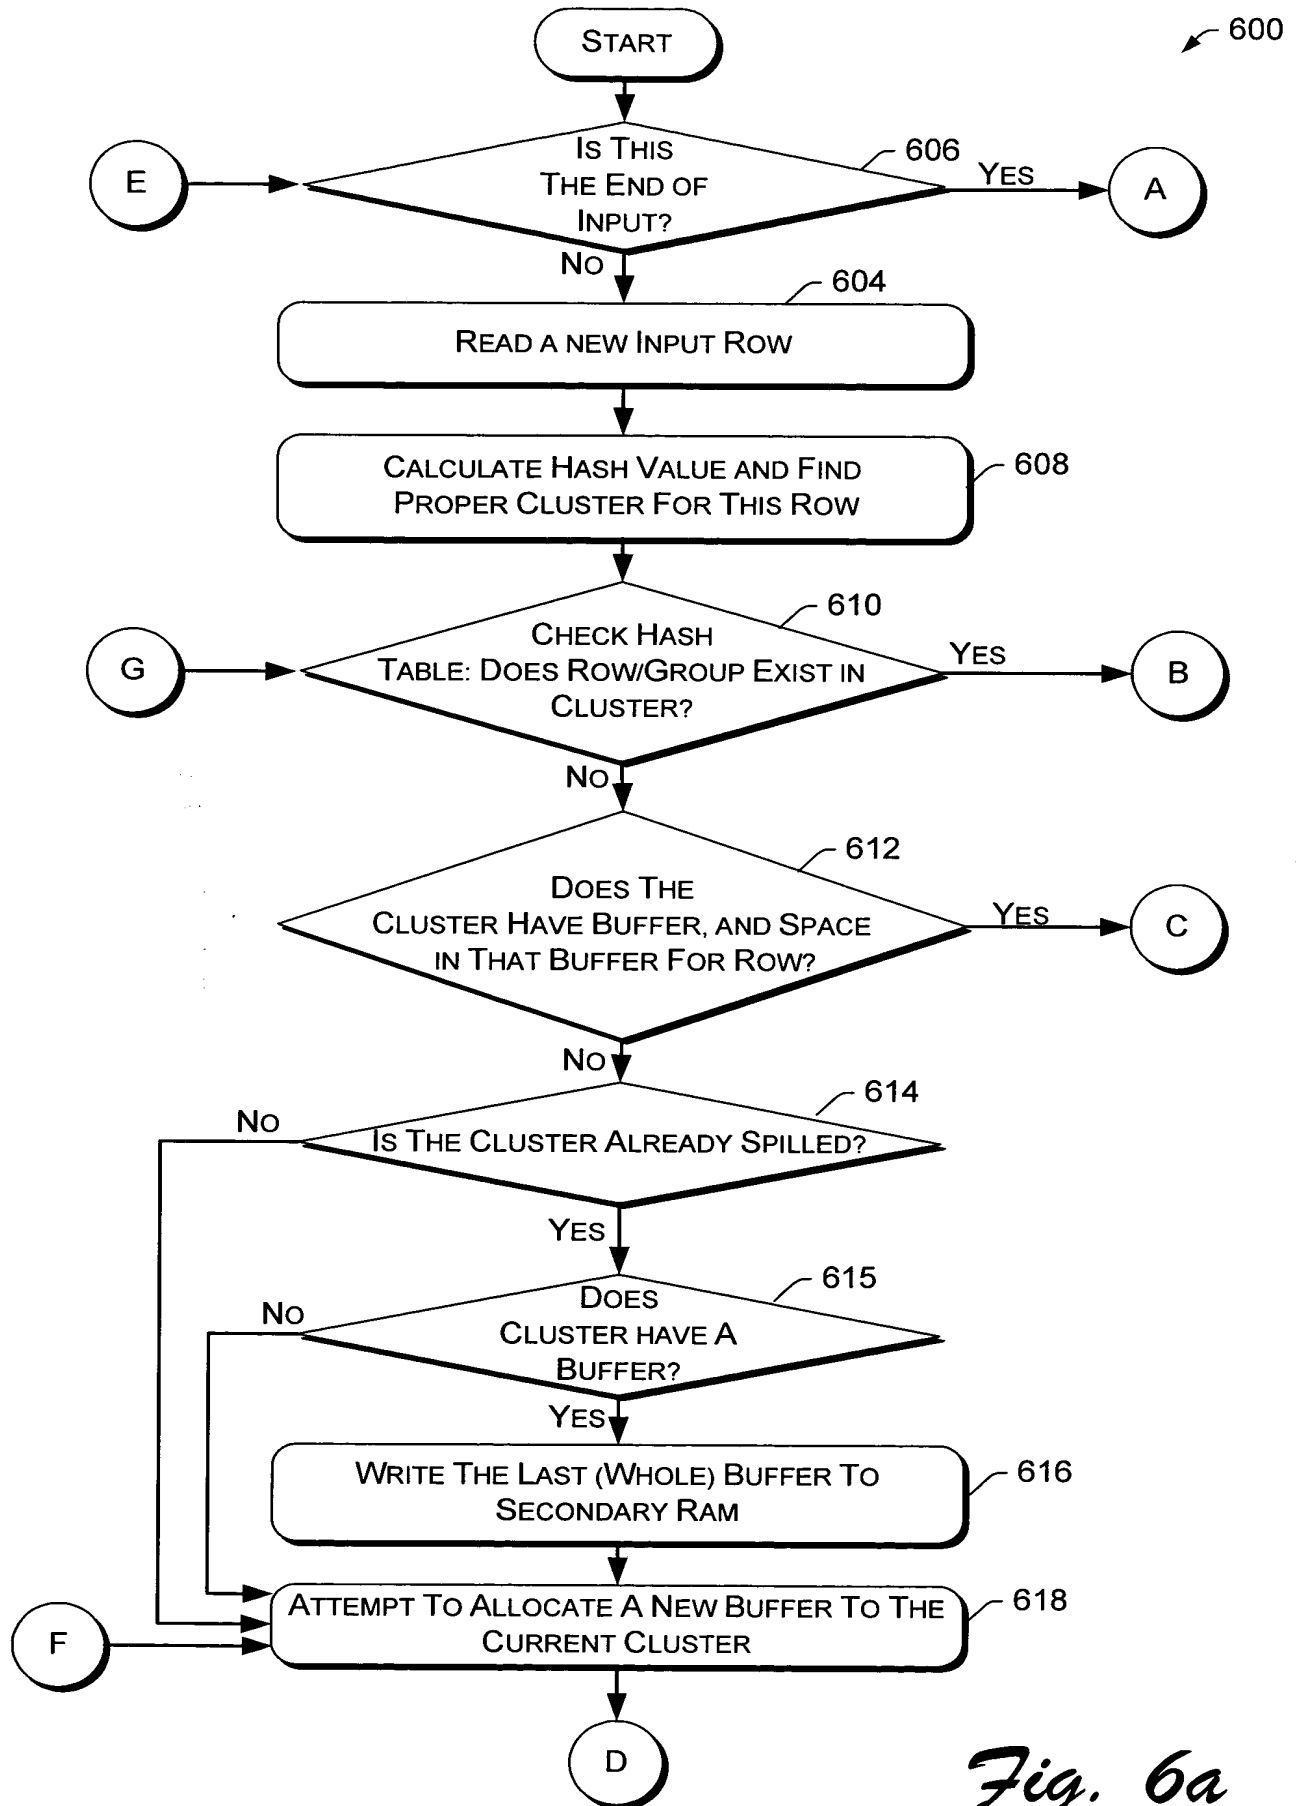 START
600
IS THIS
THE END OF
INPUT?
606
YES
E
A
NO
604
READ A NEW INPUT ROW
CALCULATE HASH VALUE AND FIND
PROPER CLUSTER FOR THIS ROW
608
610
CHECK HASH
TABLE: DOES ROW/GROUP EXIST IN
CLUSTER?
YES
G
B
NO
612
DOES THE
CLUSTER HAVE BUFFER, AND SPACE
IN THAT BUFFER FOR ROW?
YES
C
NO
614
NO
IS THE CLUSTER ALREADY SPILLED?
YES
615
NO
DOES
CLUSTER HAVE A
BUFFER?
YES
WRITE THE LAST (WHOLE) BUFFER TO
SECONDARY RAM
616
ATTEMPT TO ALLOCATE A NEW BUFFER TO THE
CURRENT CLUSTER
618
F
D
Fig. 6a